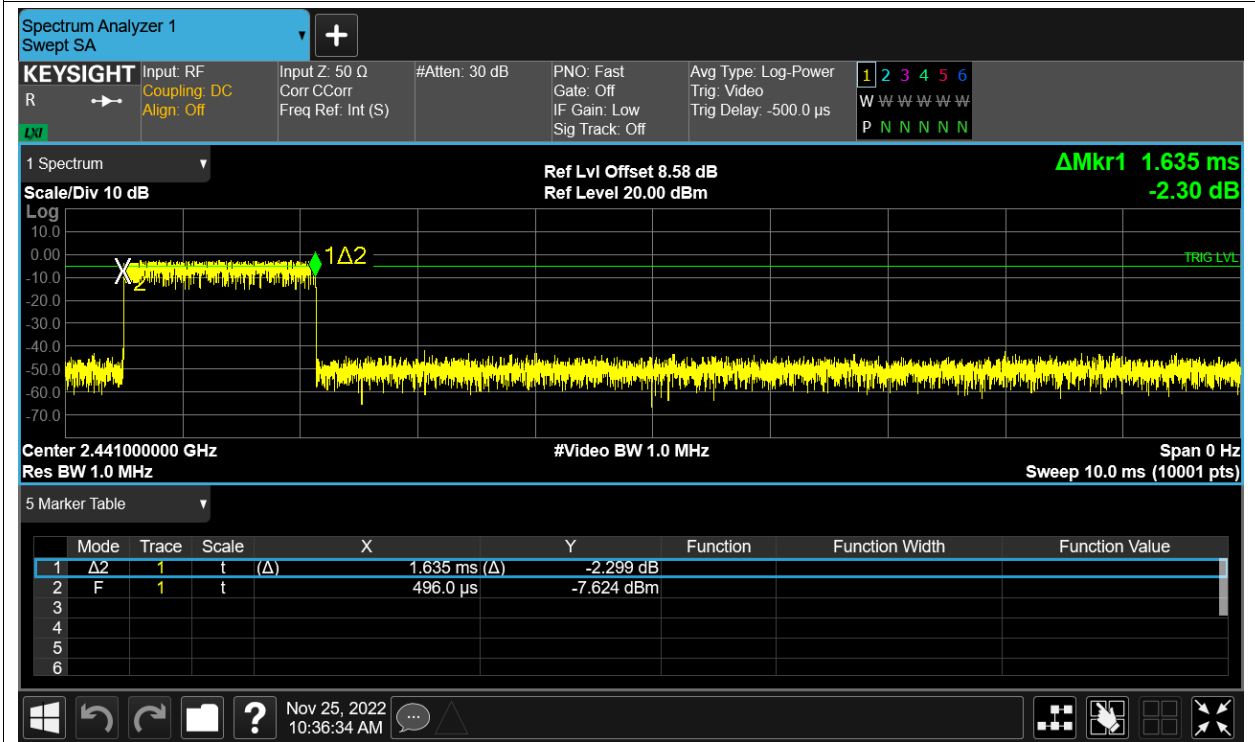 Spectrum Analyzer 1
Swept SA
+
KEYSIGHT
R
LXI
Input: RF
Coupling: DC
Align: Off
Input Z: 50 Ω
Corr CCorr
Freq Ref: Int (S)
#Atten: 30 dB
PNO: Fast
Gate: Off
IF Gain: Low
Sig Track: Off
Avg Type: Log-Power
Trig: Video
Trig Delay: -500.0 µs
1 2 3 4 5 6
W W W W W W
P N N N N N
1 Spectrum
Scale/Div 10 dB
Ref Lvl Offset 8.58 dB
Ref Level 20.00 dBm
ΔMkr1 1.635 ms
-2.30 dB
Log
10.0
0.00
-10.0
-20.0
-30.0
-40.0
-50.0
-60.0
-70.0
X
2
1Δ2
TRIG LVL
Center 2.441000000 GHz
#Video BW 1.0 MHz
Span 0 Hz
Res BW 1.0 MHz
Sweep 10.0 ms (10001 pts)
5 Marker Table
Mode Trace Scale X Y Function Function Width Function Value
1 Δ2 1 t (Δ) 1.635 ms (Δ) -2.299 dB
2 F 1 t 496.0 µs -7.624 dBm
3
4
5
6
?
Nov 25, 2022
10:36:34 AM